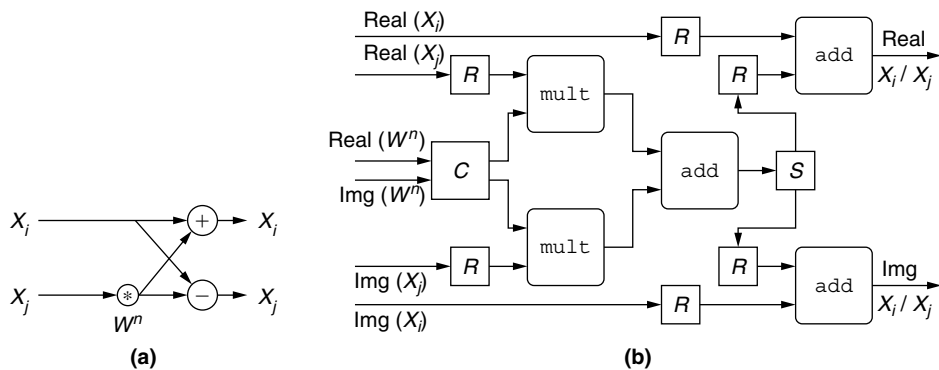 X_i
X_i
+
X_j
*
−
X_j
W^n
(a)
Real (X_i)
R
add
Real
X_i / X_j
Real (X_j)
R
mult
R
Real (W^n)
C
Img (W^n)
add
S
mult
R
Img (X_j)
R
add
Img
X_i / X_j
Img (X_i)
R
(b)